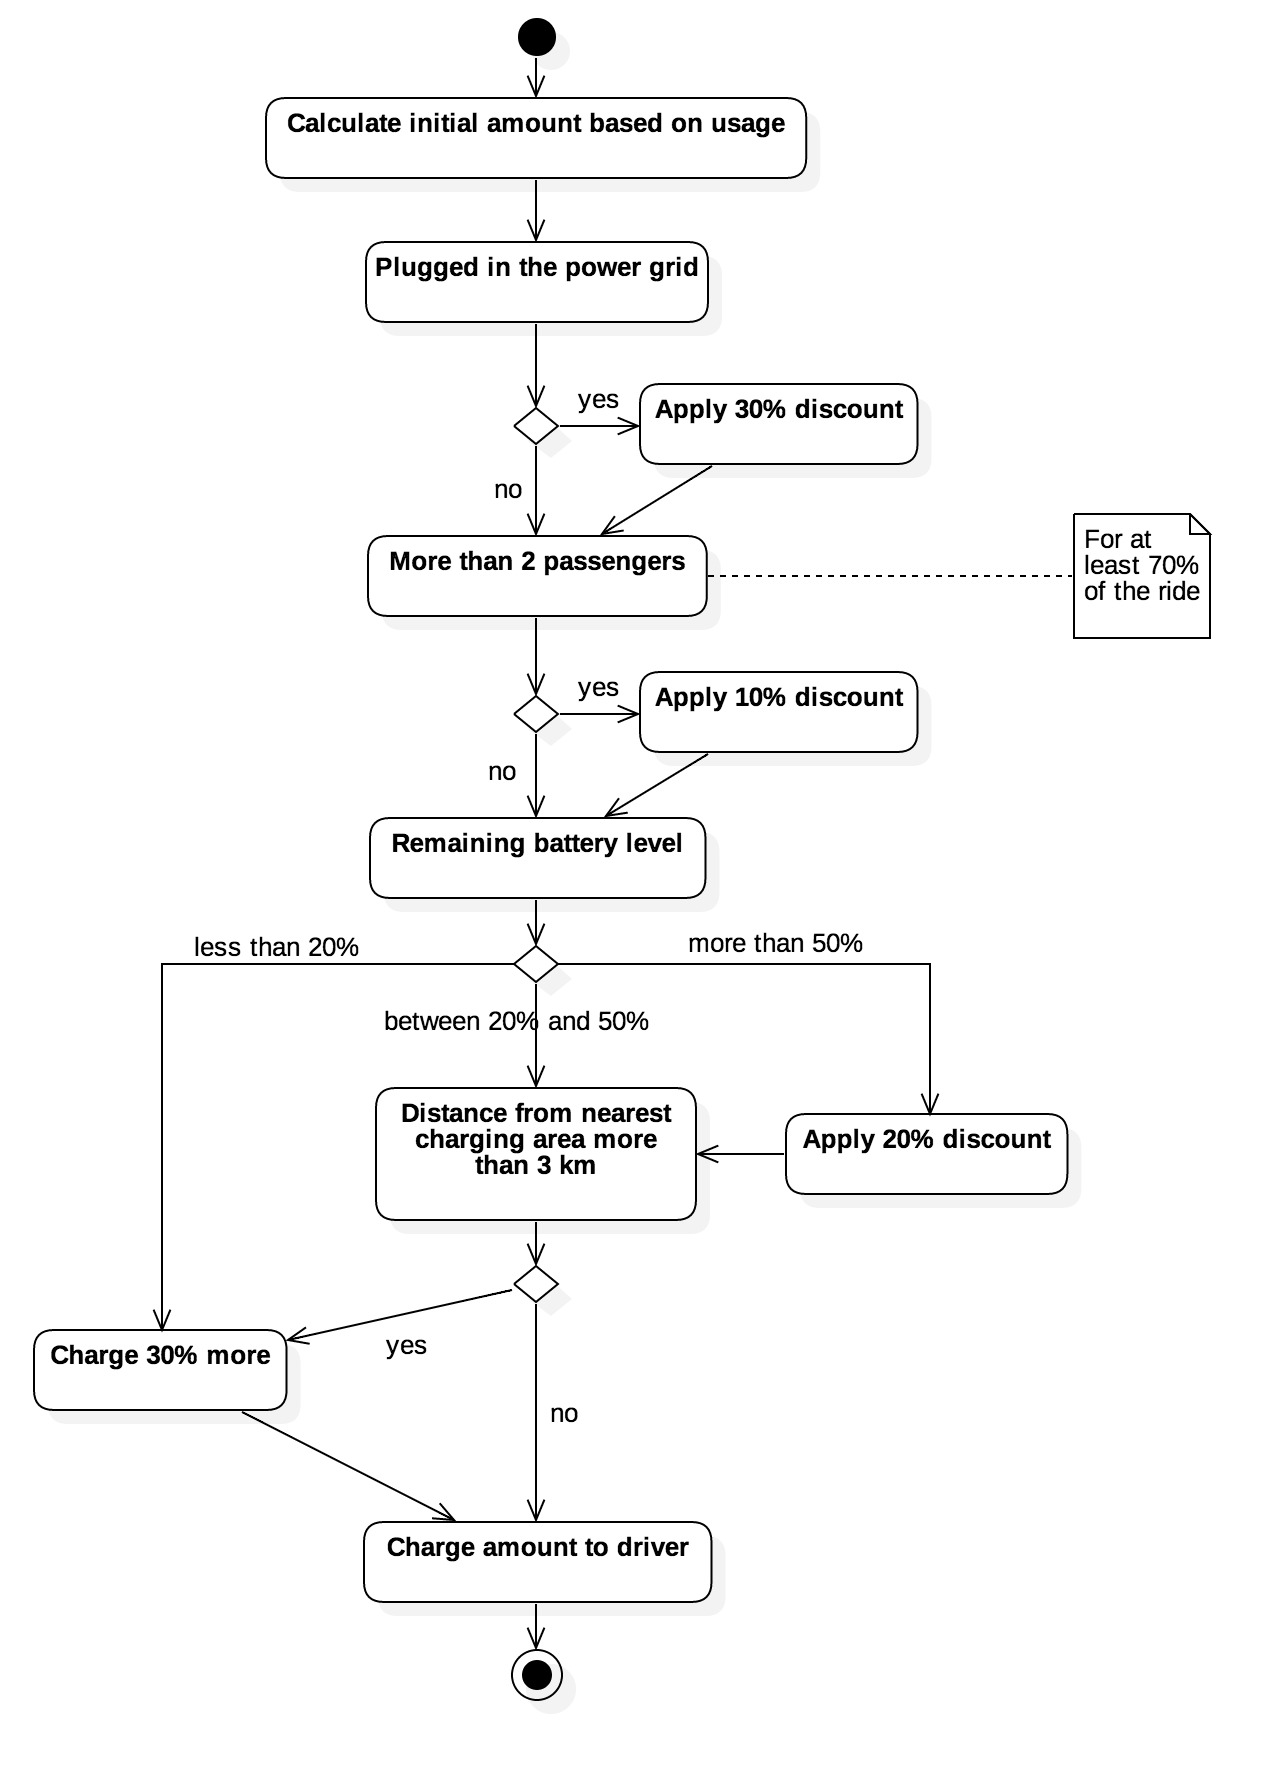 Calculate initial amount based on usage
Plugged in the power grid
yes
Apply 30% discount
no
More than 2 passengers
For at
least 70%
of the ride
yes
Apply 10% discount
no
Remaining battery level
less than 20%
more than 50%
between 20% and 50%
Distance from nearest
charging area more
than 3 km
Apply 20% discount
yes
Charge 30% more
no
Charge amount to driver